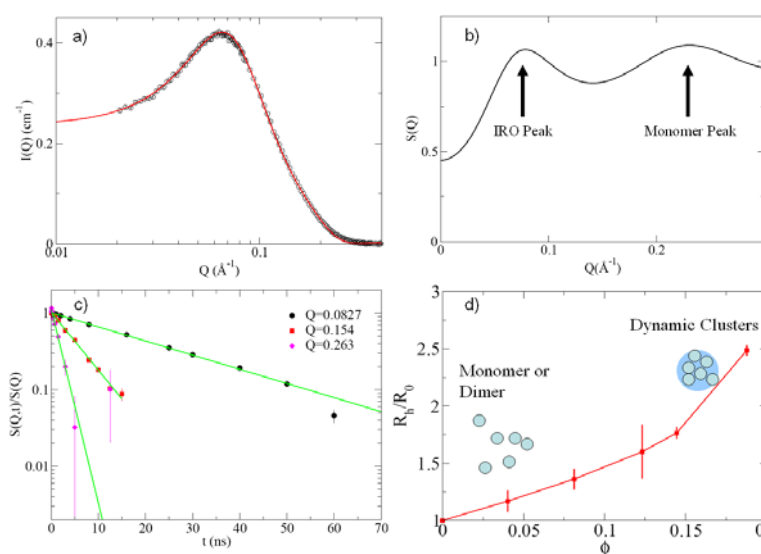 a)
0.4
0.2
0
I(Q) (cm⁻¹)
0.01
0.1
Q (Å⁻¹)
b)
1
0.5
0
S(Q)
IRO Peak
Monomer Peak
0
0.1
0.2
Q(Å⁻¹)
c)
Q=0.0827
Q=0.154
Q=0.263
1
0.1
0.01
S(Q,t)/S(Q)
0
10
20
30
40
50
60
70
t (ns)
d)
3
2.5
2
1.5
1
R_h/R_0
Dynamic Clusters
Monomer or
Dimer
0
0.05
0.1
0.15
ϕ